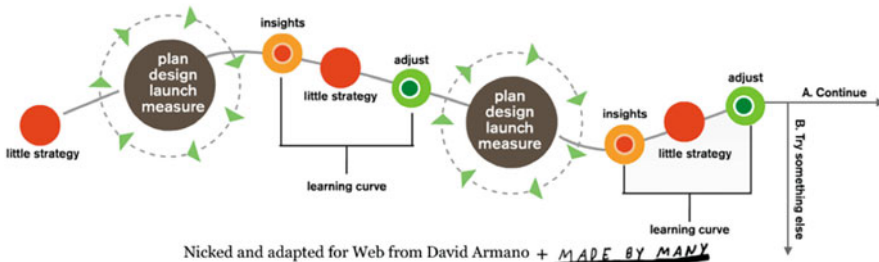 little strategy
plan
design
launch
measure
insights
little strategy
adjust
learning curve
plan
design
launch
measure
insights
little strategy
adjust
learning curve
A. Continue
B. Try something else
Nicked and adapted for Web from David Armano + MADE BY MANY